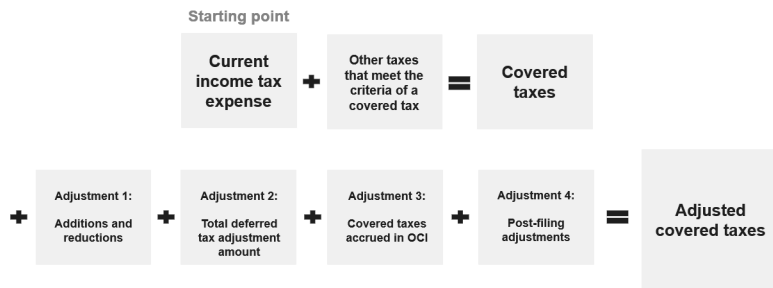 Starting point
Current
income tax
expense
+
Other taxes
that meet the
criteria of a
covered tax
=
Covered
taxes
+
Adjustment 1:
Additions and
reductions
+
Adjustment 2:
Total deferred
tax adjustment
amount
+
Adjustment 3:
Covered taxes
accrued in OCI
+
Adjustment 4:
Post-filing
adjustments
=
Adjusted
covered taxes